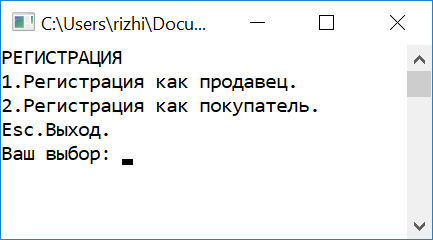 C:\Users\rizhi\Docu...
РЕГИСТРАЦИЯ
1.Регистрация как продавец.
2.Регистрация как покупатель.
Esc.Выход.
Ваш выбор: